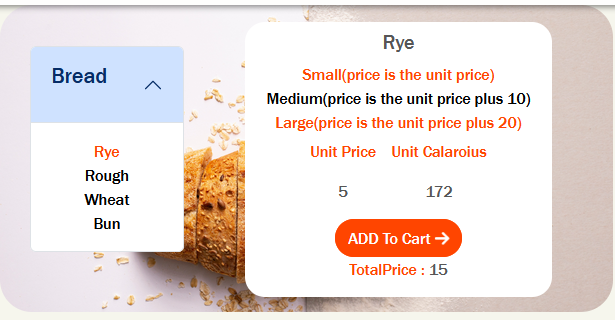 Bread
Rye
Rough
Wheat
Bun
Rye
Small(price is the unit price)
Medium(price is the unit price plus 10)
Large(price is the unit price plus 20)
Unit Price Unit Calaroius
5 172
ADD To Cart →
TotalPrice : 15